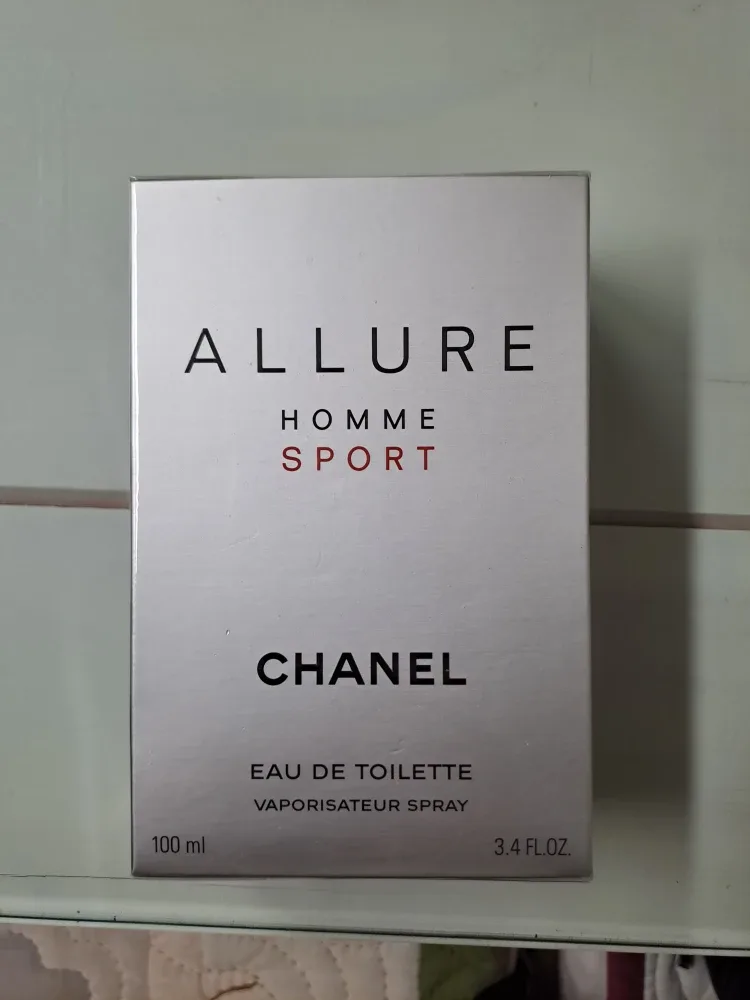 ALLURE
HOMME
SPORT
CHANEL
EAU DE TOILETTE
VAPORISATEUR SPRAY
100 ml
3.4 FL.OZ.